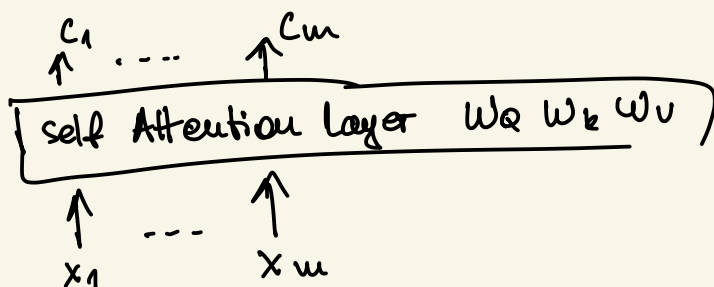 C1 .... Cm
Self Attention Layer WQ Wk WV
x1 ---- xm